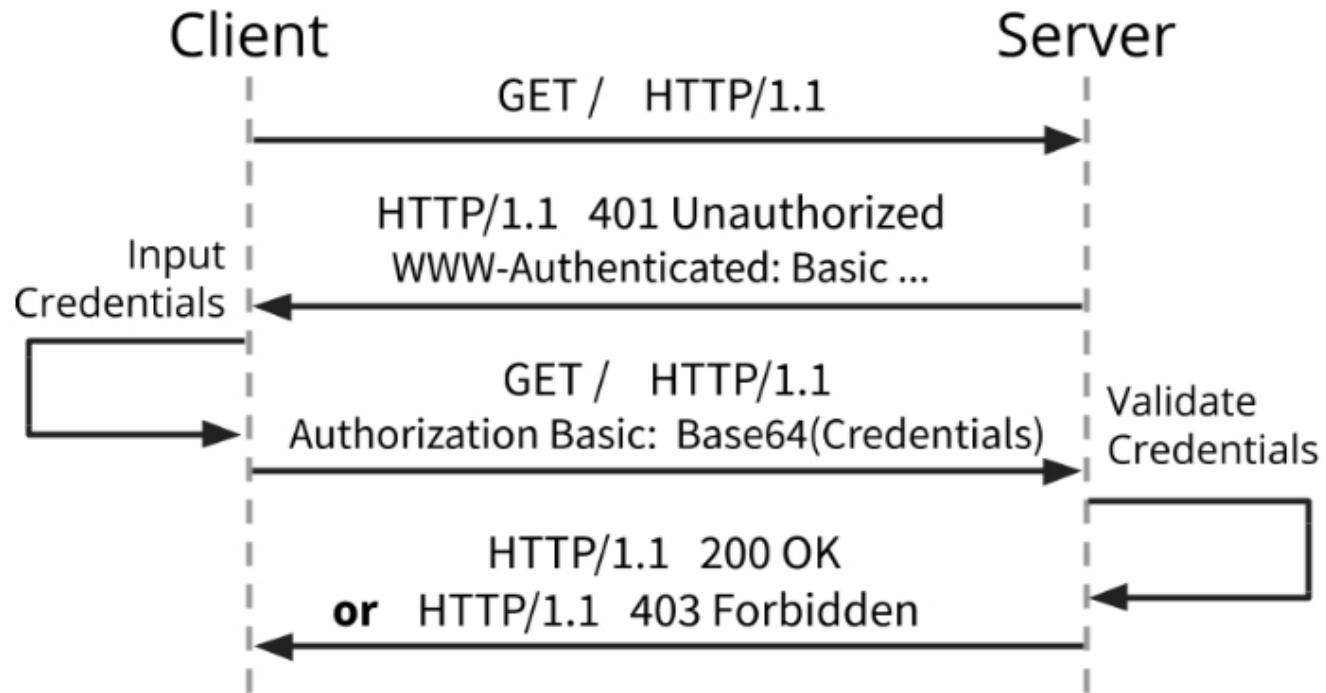 Client
Server
GET / HTTP/1.1
HTTP/1.1 401 Unauthorized
WWW-Authenticated: Basic ...
Input
Credentials
GET / HTTP/1.1
Authorization Basic: Base64(Credentials)
Validate
Credentials
HTTP/1.1 200 OK
or HTTP/1.1 403 Forbidden